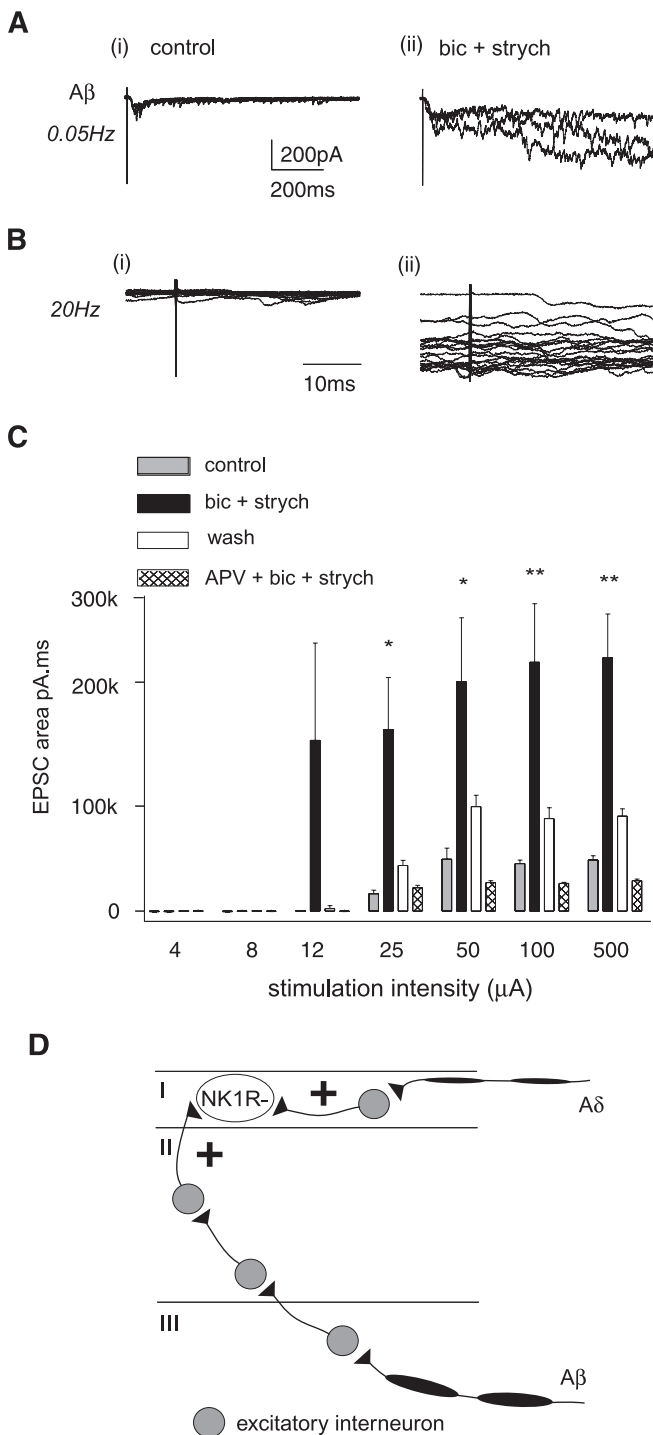 A
(i) control
(ii) bic + strych
Aβ
0.05Hz
200pA
200ms
B
(i)
(ii)
20Hz
10ms
C
control
bic + strych
wash
APV + bic + strych
300k
200k
100k
0
EPSC area pA.ms
* * ** **
4 8 12 25 50 100 500
stimulation intensity (μA)
D
I
NK1R-
+
Aδ
II
+
III
Aβ
excitatory interneuron